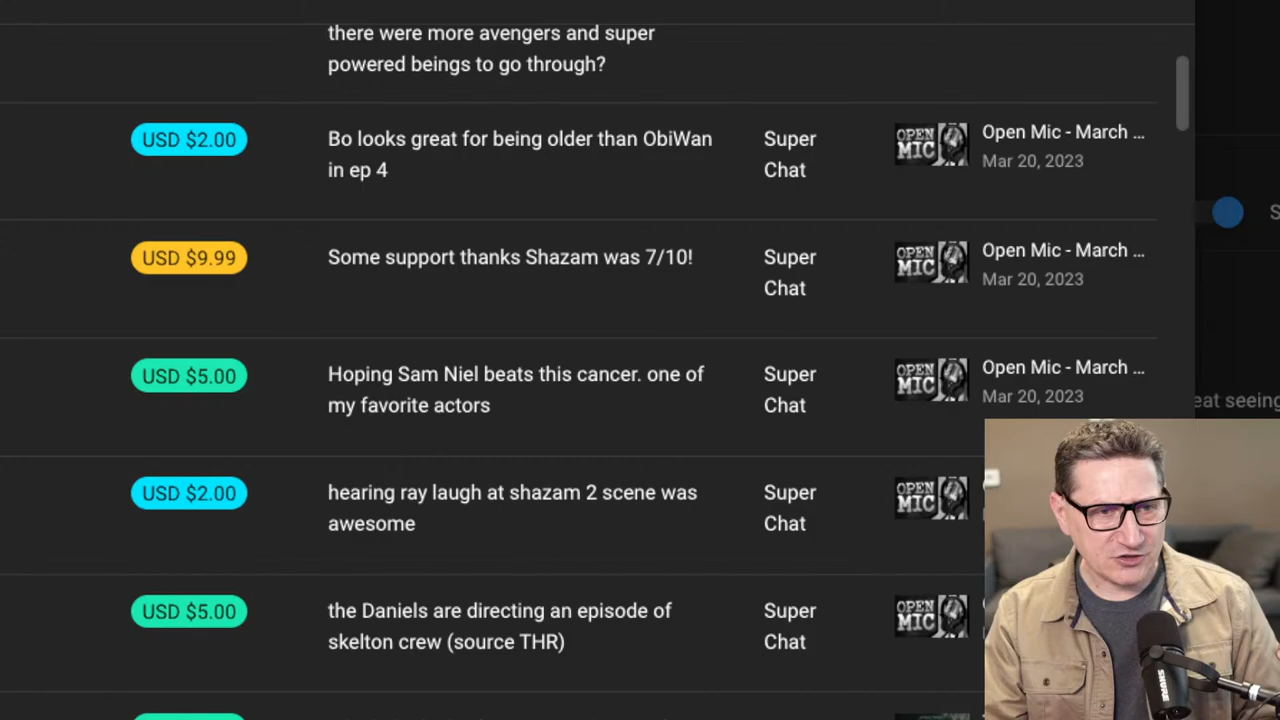 there were more avengers and super
powered beings to go through?
USD $2.00
Bo looks great for being older than ObiWan
in ep 4
Super
Chat
OPEN
MIC
Open Mic - March ...
Mar 20, 2023
USD $9.99
Some support thanks Shazam was 7/10!
Super
Chat
OPEN
MIC
Open Mic - March ...
Mar 20, 2023
USD $5.00
Hoping Sam Niel beats this cancer. one of
my favorite actors
Super
Chat
OPEN
MIC
Open Mic - March ...
Mar 20, 2023
eat seeing
USD $2.00
hearing ray laugh at shazam 2 scene was
awesome
Super
Chat
OPEN
MIC
USD $5.00
the Daniels are directing an episode of
skelton crew (source THR)
Super
Chat
OPEN
MIC
SHURE